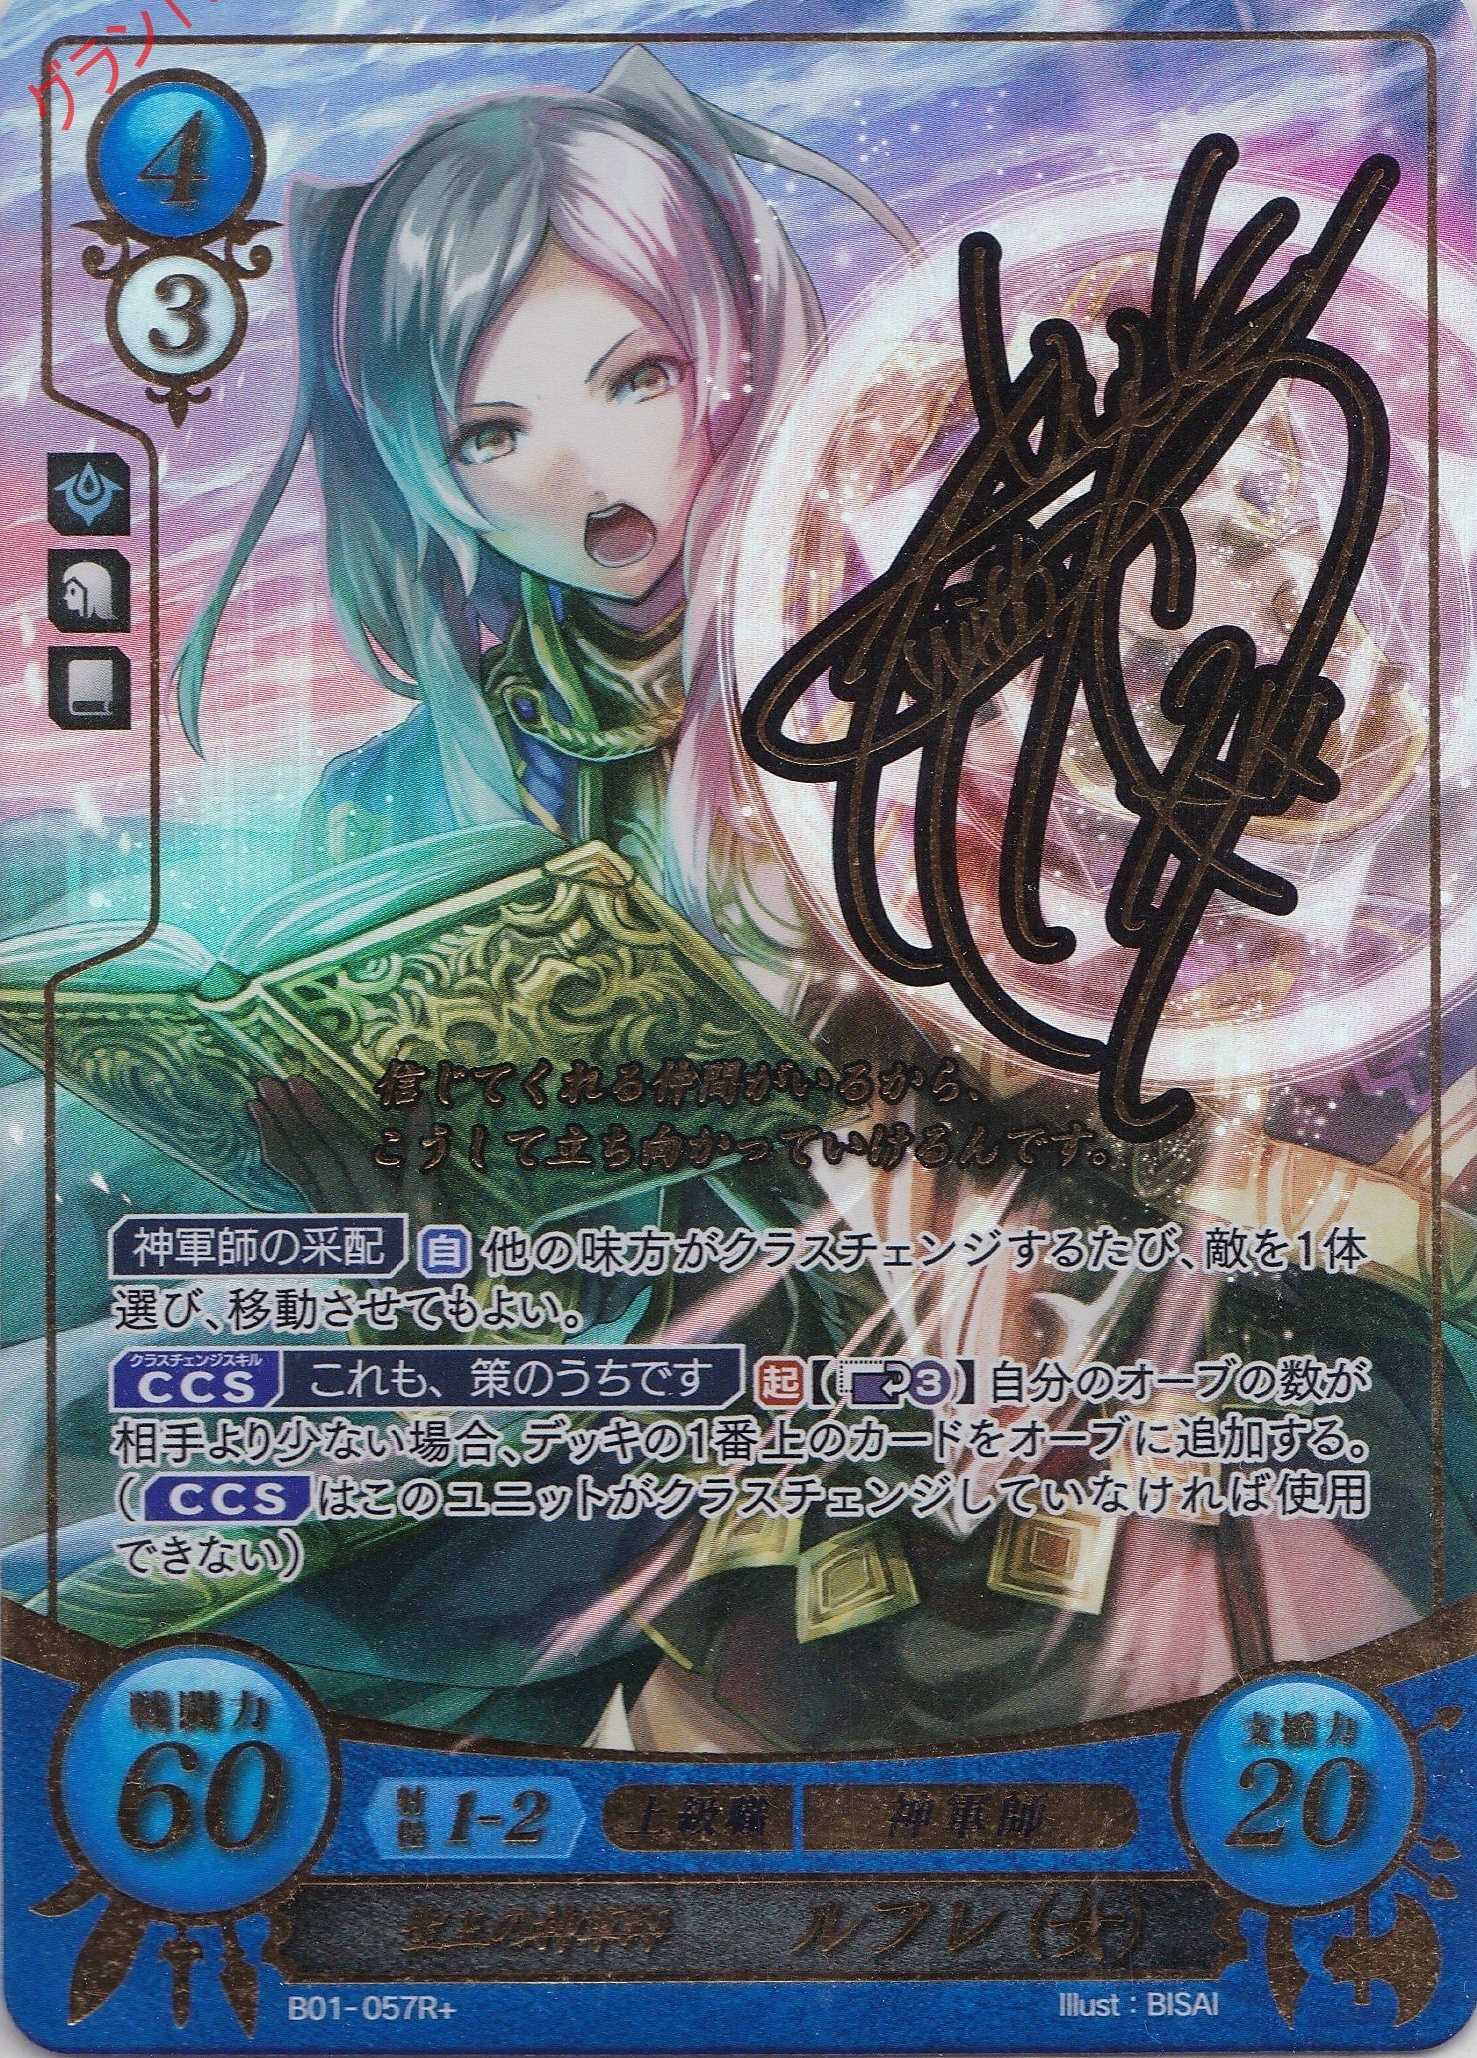 グラン
4
3
信じてくれる仲間がいるから、
こうして立ち向かっていけるんです。
神軍師の采配 自 他の味方がクラスチェンジするたび、敵を1体
選び、移動させてもよい。
クラスチェンジスキル
CCS これも、策のうちです 起【3】自分のオーブの数が
相手より少ない場合、デッキの1番上のカードをオーブに追加する。
(CCSはこのユニットがクラスチェンジしていなければ使用
できない)
戦闘力
60
射程 1-2 上級職 神軍師
支援力
20
聖王の神軍師 ルフレ(女)
B01-057R+ Illust:BISAI